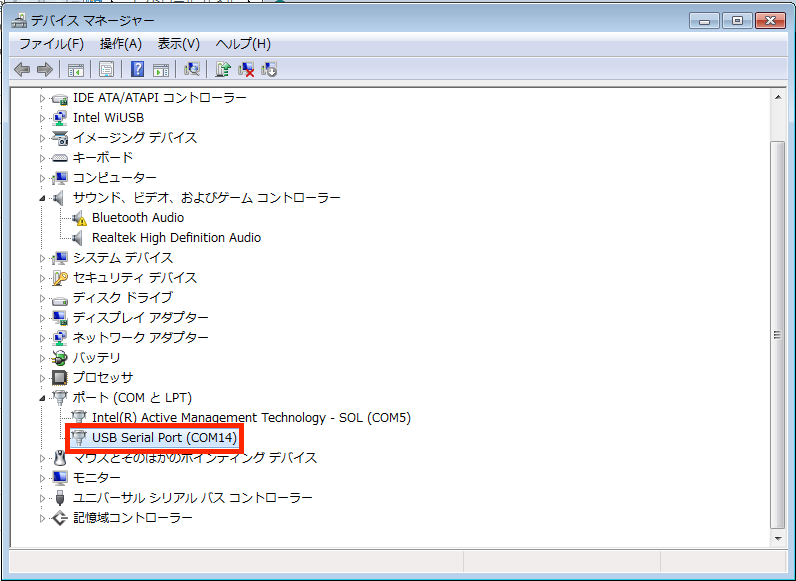 デバイス マネージャー
ファイル(F) 操作(A) 表示(V) ヘルプ(H)
IDE ATA/ATAPI コントローラー
Intel WiUSB
イメージング デバイス
キーボード
コンピューター
サウンド、ビデオ、およびゲーム コントローラー
Bluetooth Audio
Realtek High Definition Audio
システム デバイス
セキュリティ デバイス
ディスク ドライブ
ディスプレイ アダプター
ネットワーク アダプター
バッテリ
プロセッサ
ポート (COM と LPT)
Intel(R) Active Management Technology - SOL (COM5)
USB Serial Port (COM14)
マウスとそのほかのポインティング デバイス
モニター
ユニバーサル シリアル バス コントローラー
記憶域コントローラー